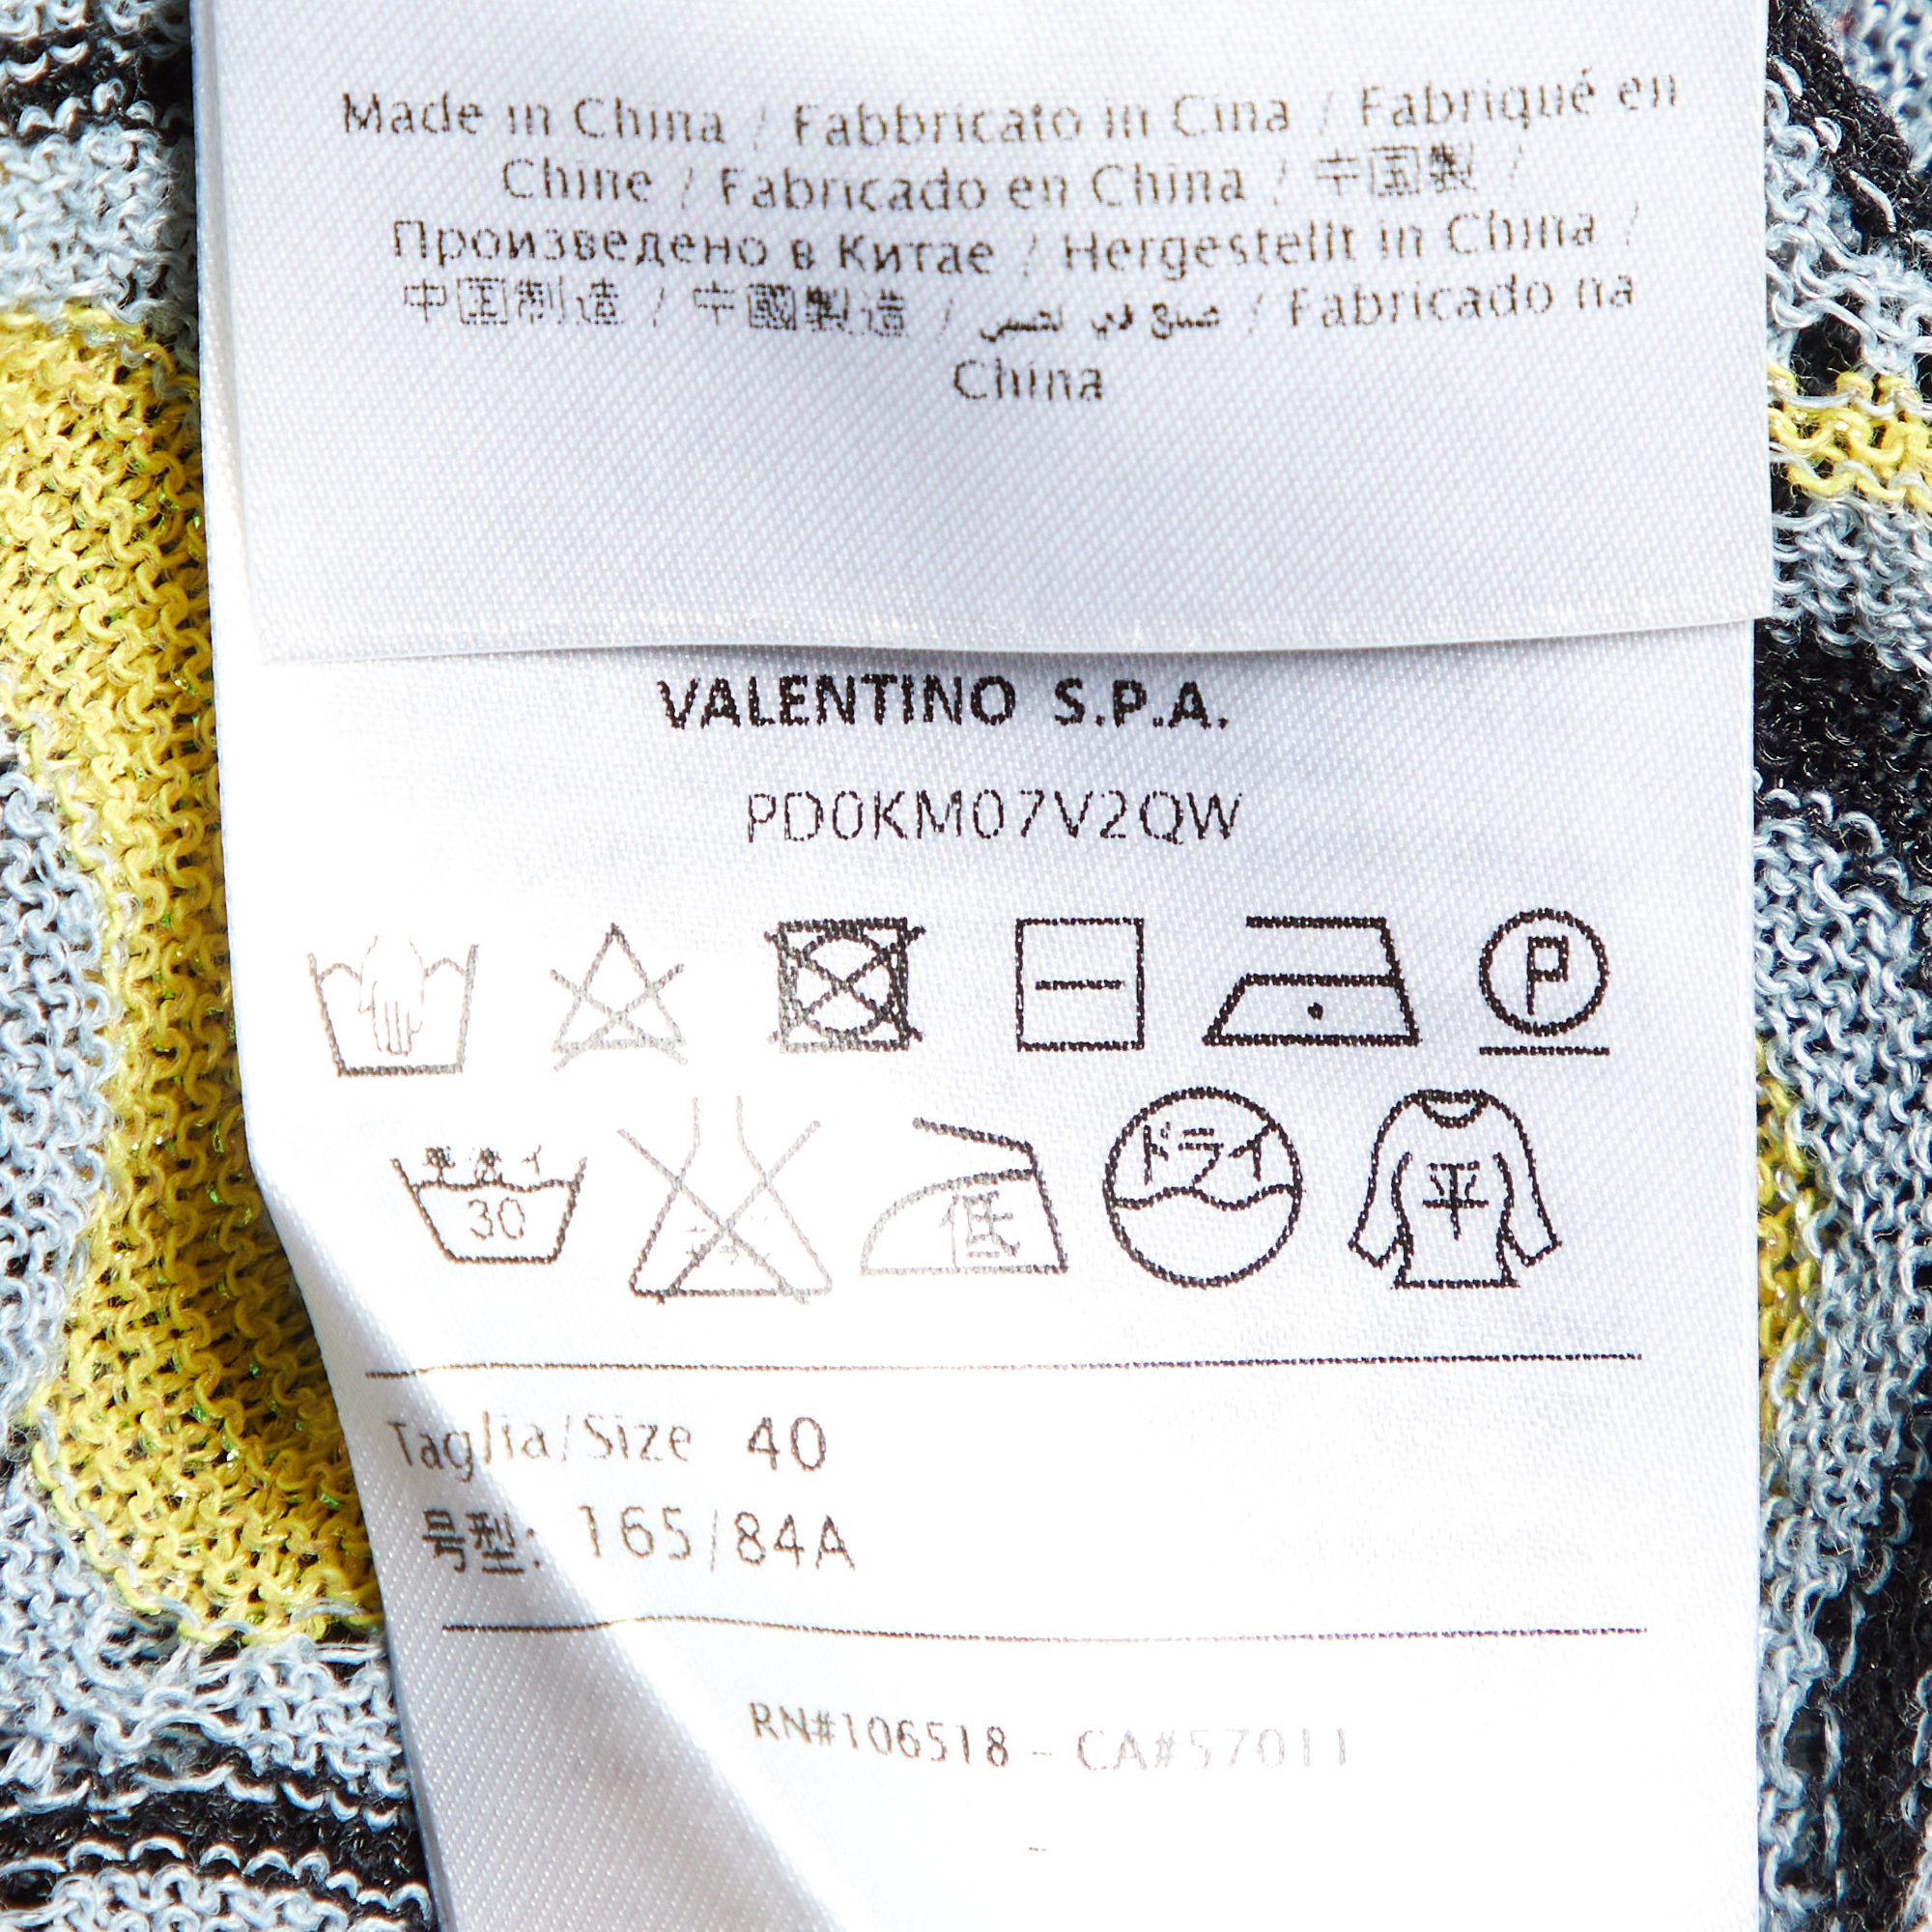 Made in China / Fabbricato in Cina / Fabriqué en
Chine / Fabricado en China / 中国製 /
Произведено в Китае / Hergestellt in China /
中国制造 / 中國製造 / صنع في الصين / Fabricado na
China
VALENTINO S.P.A.
PD0KM07V2QW
P
30
低
ドライ
平
Taglia/Size 40
号型: 165/84A
RN#106518 - CA#57011
-